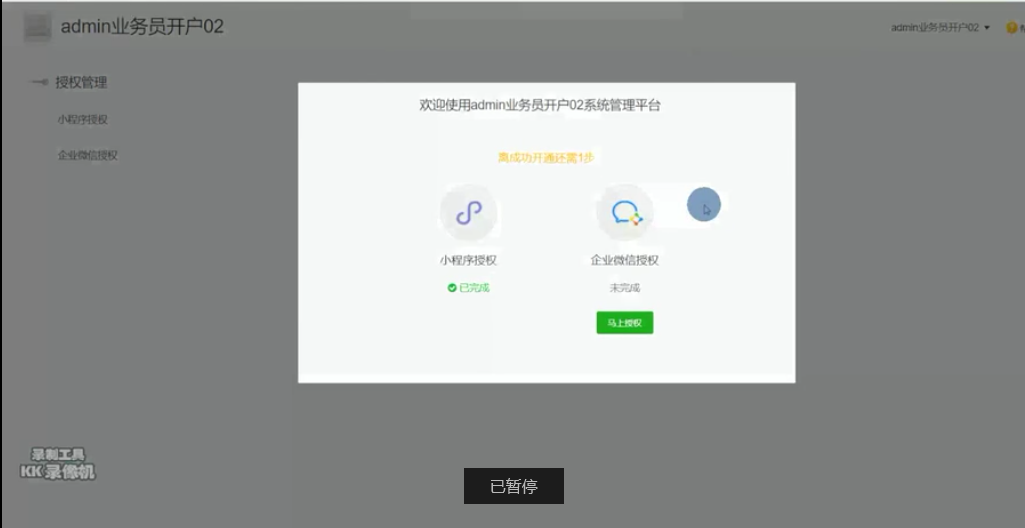 admin业务员开户02
admin业务员开户02
授权管理
小程序授权
企业微信授权
欢迎使用admin业务员开户02系统管理平台
离成功开通还需1步
小程序授权
企业微信授权
已完成
未完成
马上授权
录制工具
KK录像机
已暂停